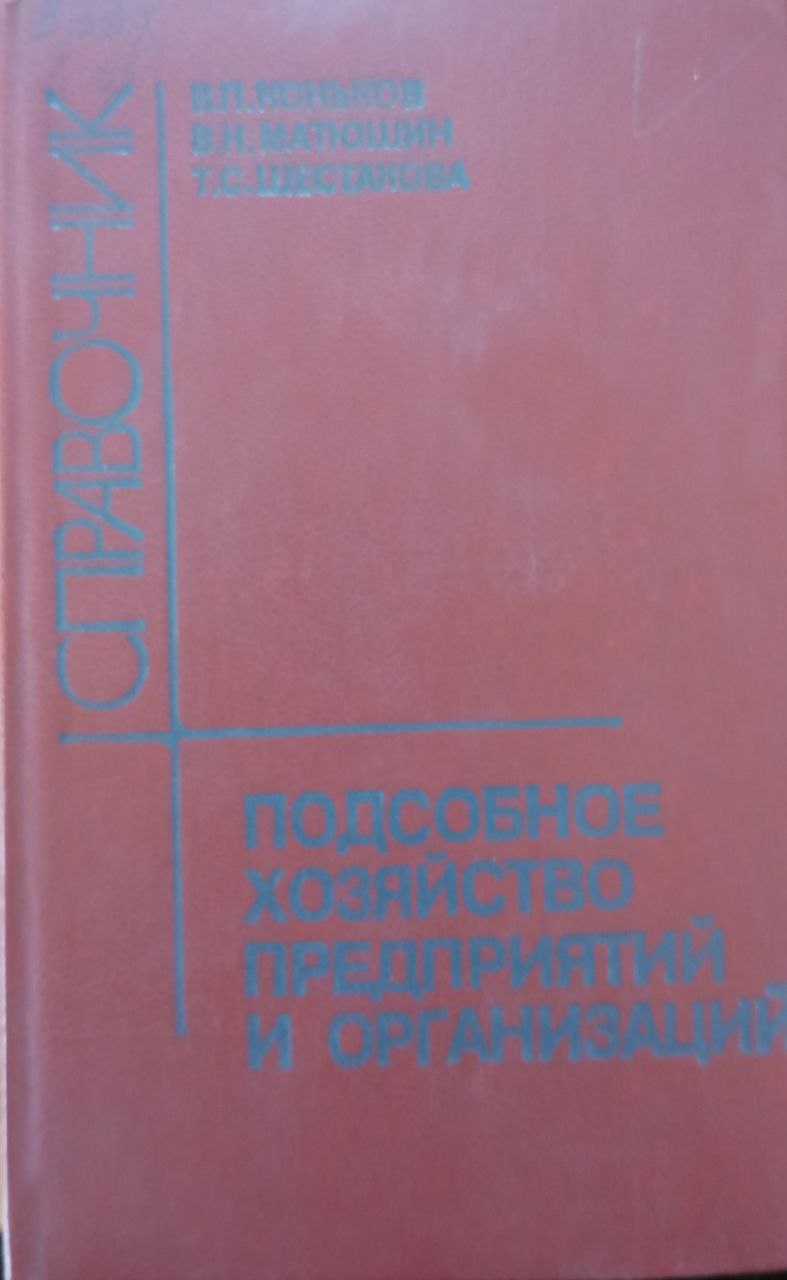 В.П.КОНЬКОВ
В.Н.МАТЮШИН
Т.С.ШЕСТАКОВА
СПРАВОЧНИК
ПОДСОБНОЕ
ХОЗЯЙСТВО
ПРЕДПРИЯТИЙ
И ОРГАНИЗАЦИЙ